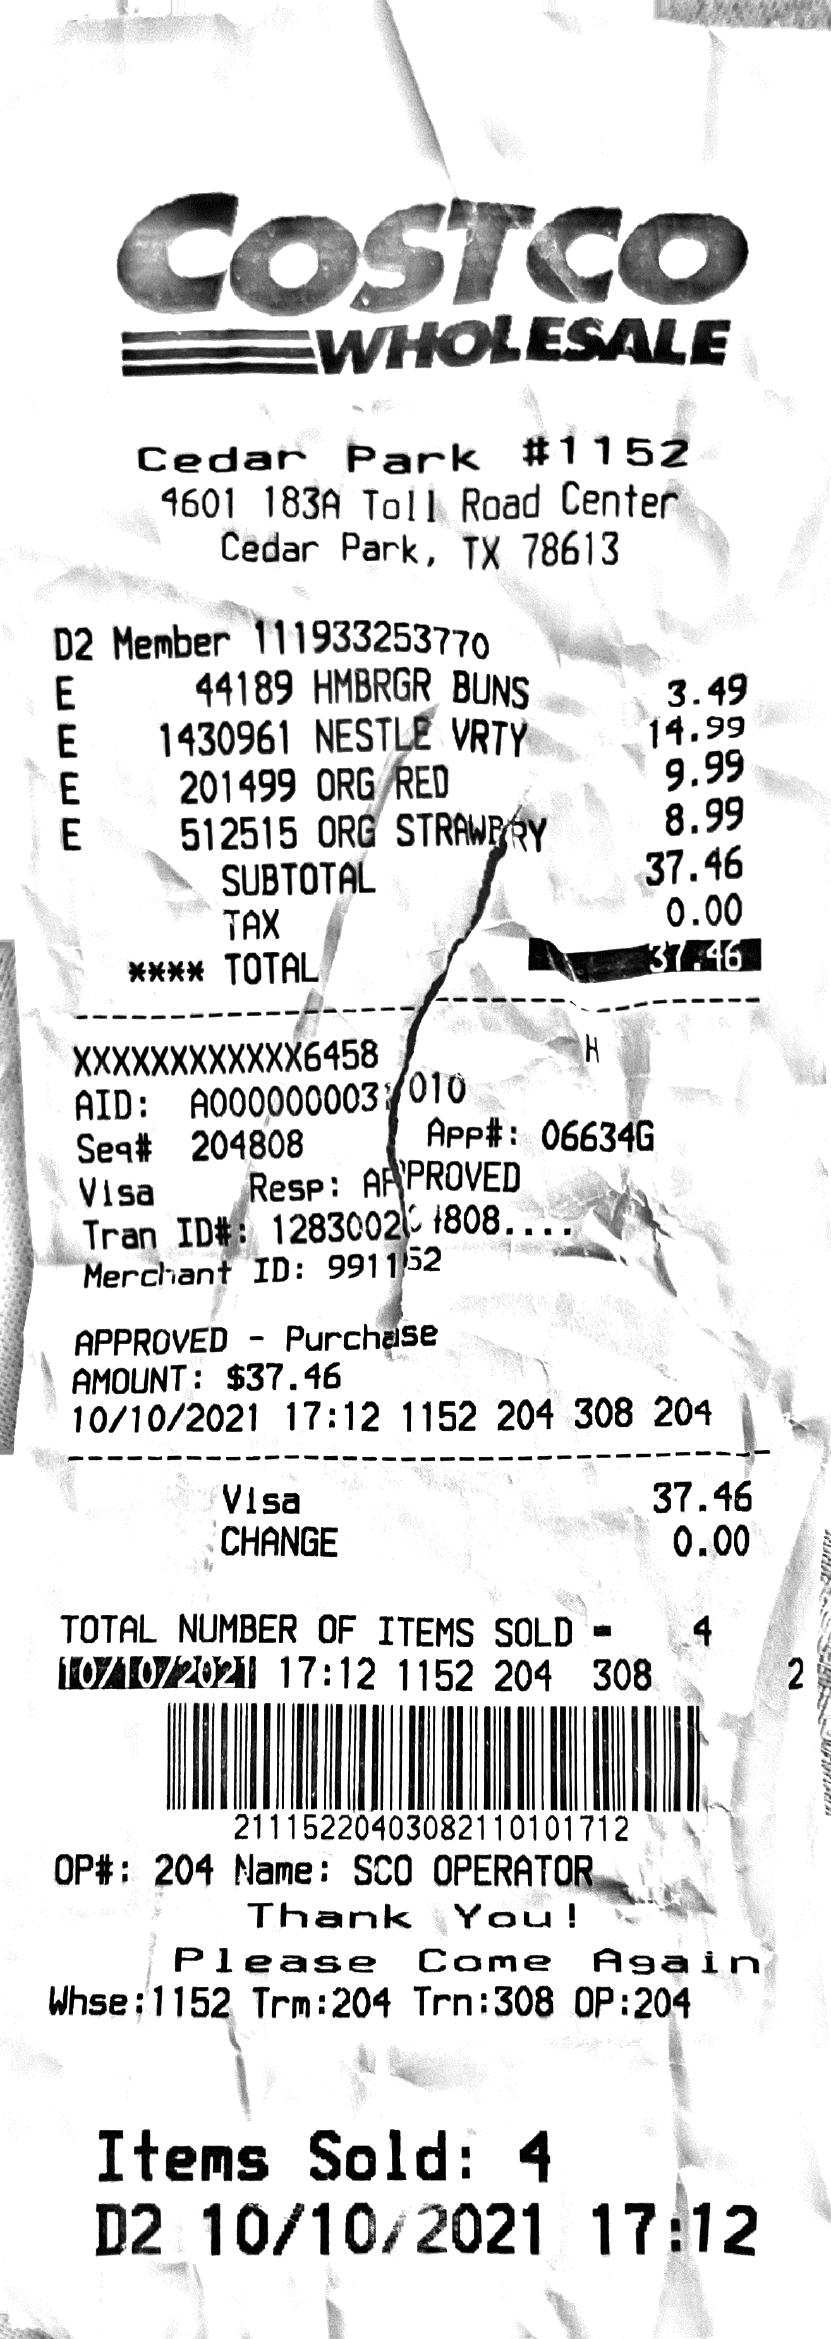 COSTCO
WHOLESALE
Cedar Park #1152
4601 183A Toll Road Center
Cedar Park, TX 78613
D2 Member 111933253770
E 44189 HMBRGR BUNS 3.49
E 1430961 NESTLE VRTY 14.99
E 201499 ORG RED 9.99
E 512515 ORG STRAWBRY 8.99
SUBTOTAL 37.46
TAX 0.00
**** TOTAL 37.46
XXXXXXXXXXXX6458 H
AID:
Seq# 204808 App#: 06634G
Visa Resp: APPROVED
Tran ID#:
Merchant ID: 991152
APPROVED - Purchase
AMOUNT: $37.46
10/10/2021 17:12 1152 204 308 204
Visa 37.46
CHANGE 0.00
TOTAL NUMBER OF ITEMS SOLD = 4
10/10/2021 17:12 1152 204 308 2
21115220403082110101712
OP#: 204 Name: SCO OPERATOR
Thank You!
Please Come Again
Whse:1152 Trm:204 Trn:308 OP:204
Items Sold: 4
D2 10/10/2021 17:12